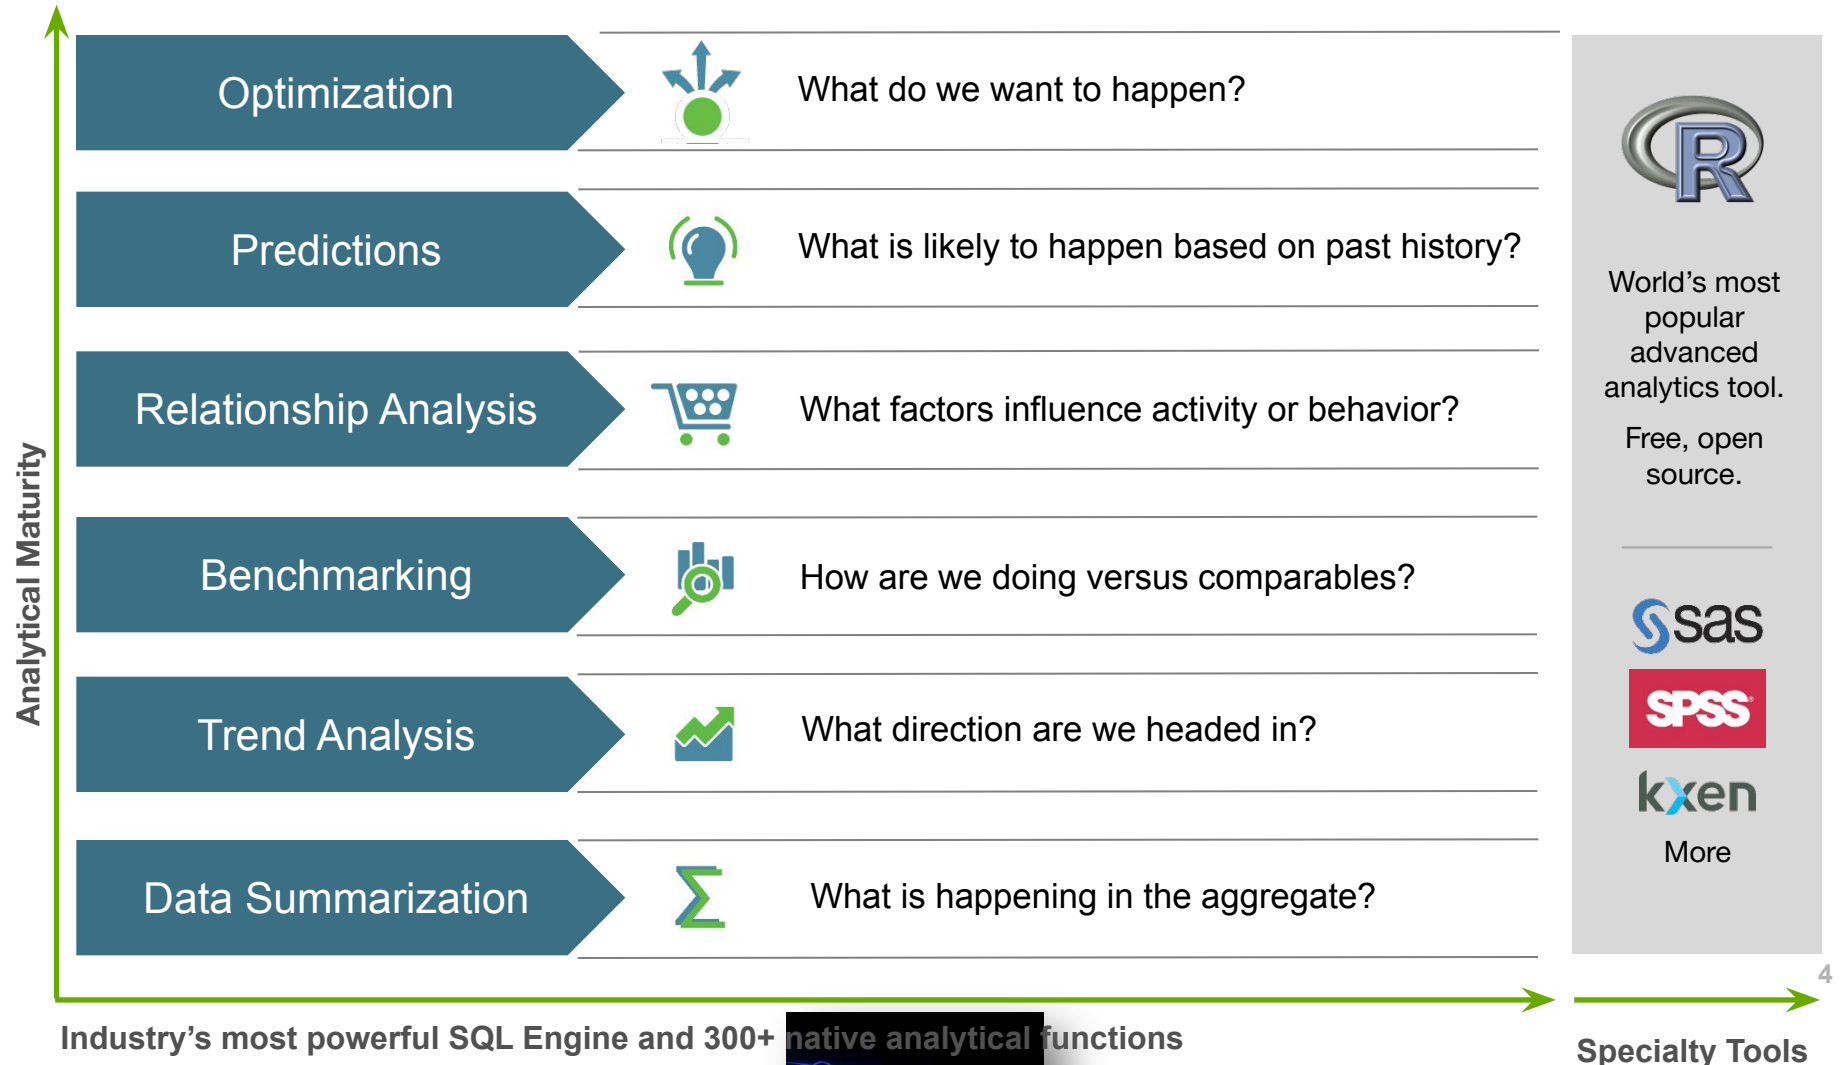 Optimization
What do we want to happen?
Predictions
What is likely to happen based on past history?
Relationship Analysis
What factors influence activity or behavior?
Benchmarking
How are we doing versus comparables?
Trend Analysis
What direction are we headed in?
Data Summarization
What is happening in the aggregate?
Analytical Maturity
Industry’s most powerful SQL Engine and 300+ native analytical functions
R
World’s most
popular
advanced
analytics tool.
Free, open
source.
sas
SPSS
kxen
More
4
Specialty Tools